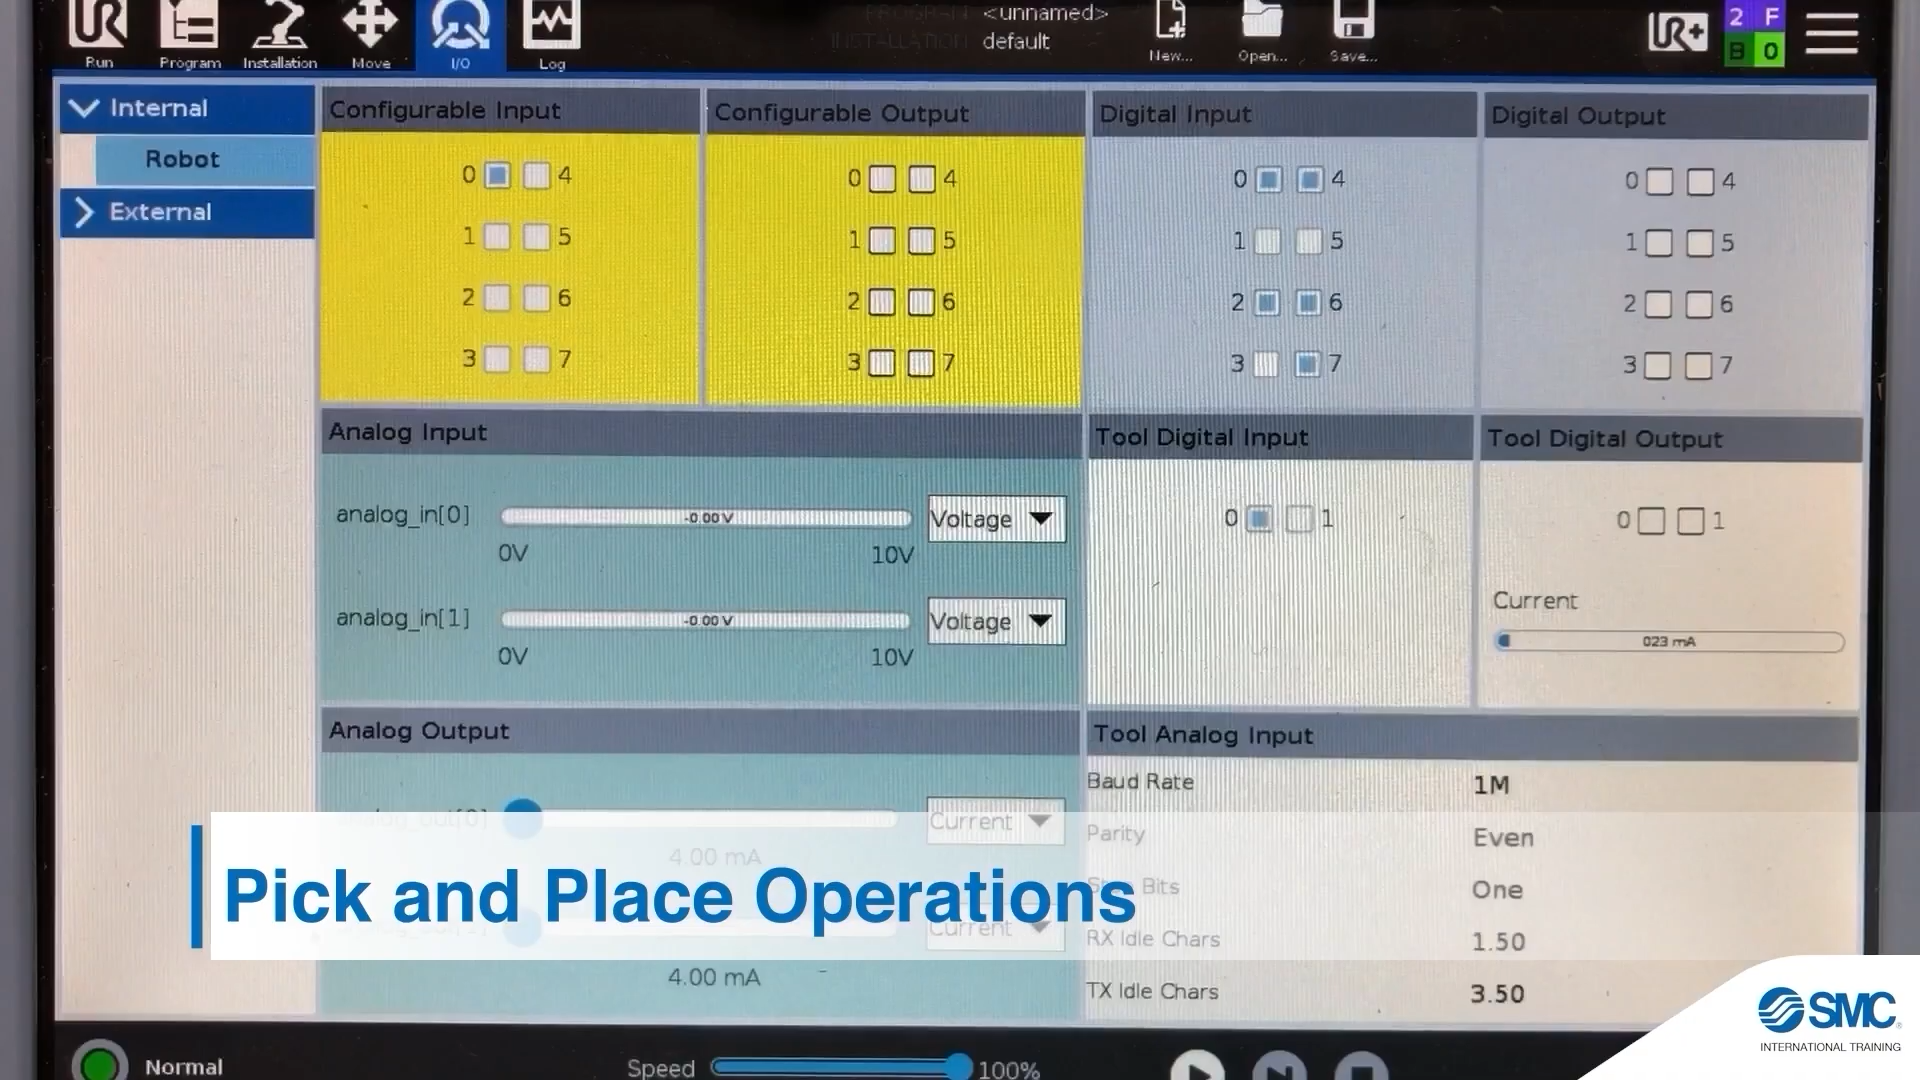 PROGRAM <unnamed>
INSTALLATION default
Run Program Installation Move I/O Log
New... Open... Save...
UR+
2 F
B 0
Internal
Robot
External
Configurable Input
0 4
1 5
2 6
3 7
Configurable Output
0 4
1 5
2 6
3 7
Digital Input
0 4
1 5
2 6
3 7
Digital Output
0 4
1 5
2 6
3 7
Analog Input
analog_in[0] -0.00 V Voltage
0V 10V
analog_in[1] -0.00 V Voltage
0V 10V
Tool Digital Input
0 1
Tool Digital Output
0 1
Current
023 mA
Analog Output
analog_out[0] Current
4.00 mA
Current
4.00 mA
Tool Analog Input
Baud Rate 1M
Parity Even
Stop Bits One
RX Idle Chars 1.50
TX Idle Chars 3.50
Pick and Place Operations
Normal
Speed 100%
SMC
INTERNATIONAL TRAINING